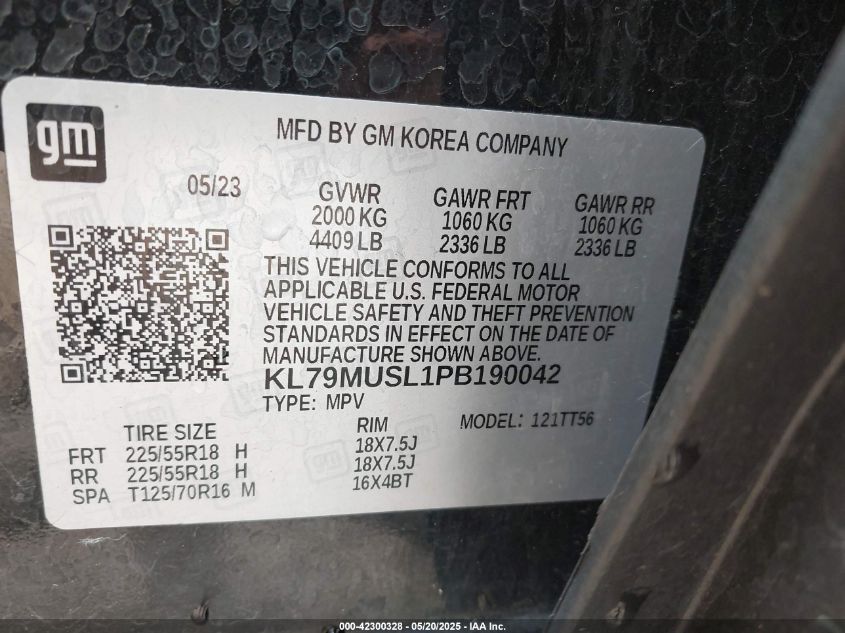 gm
MFD BY GM KOREA COMPANY
05/23
GVWR GAWR FRT GAWR RR
2000 KG 1060 KG 1060 KG
4409 LB 2336 LB 2336 LB
THIS VEHICLE CONFORMS TO ALL
APPLICABLE U.S. FEDERAL MOTOR
VEHICLE SAFETY AND THEFT PREVENTION
STANDARDS IN EFFECT ON THE DATE OF
MANUFACTURE SHOWN ABOVE.
KL79MUSL1PB190042
TYPE: MPV MODEL: 121TT56
TIRE SIZE RIM
FRT 225/55R18 H 18X7.5J
RR 225/55R18 H 18X7.5J
SPA T125/70R16 M 16X4BT
000-42300328 - 05/20/2025 - IAA Inc.